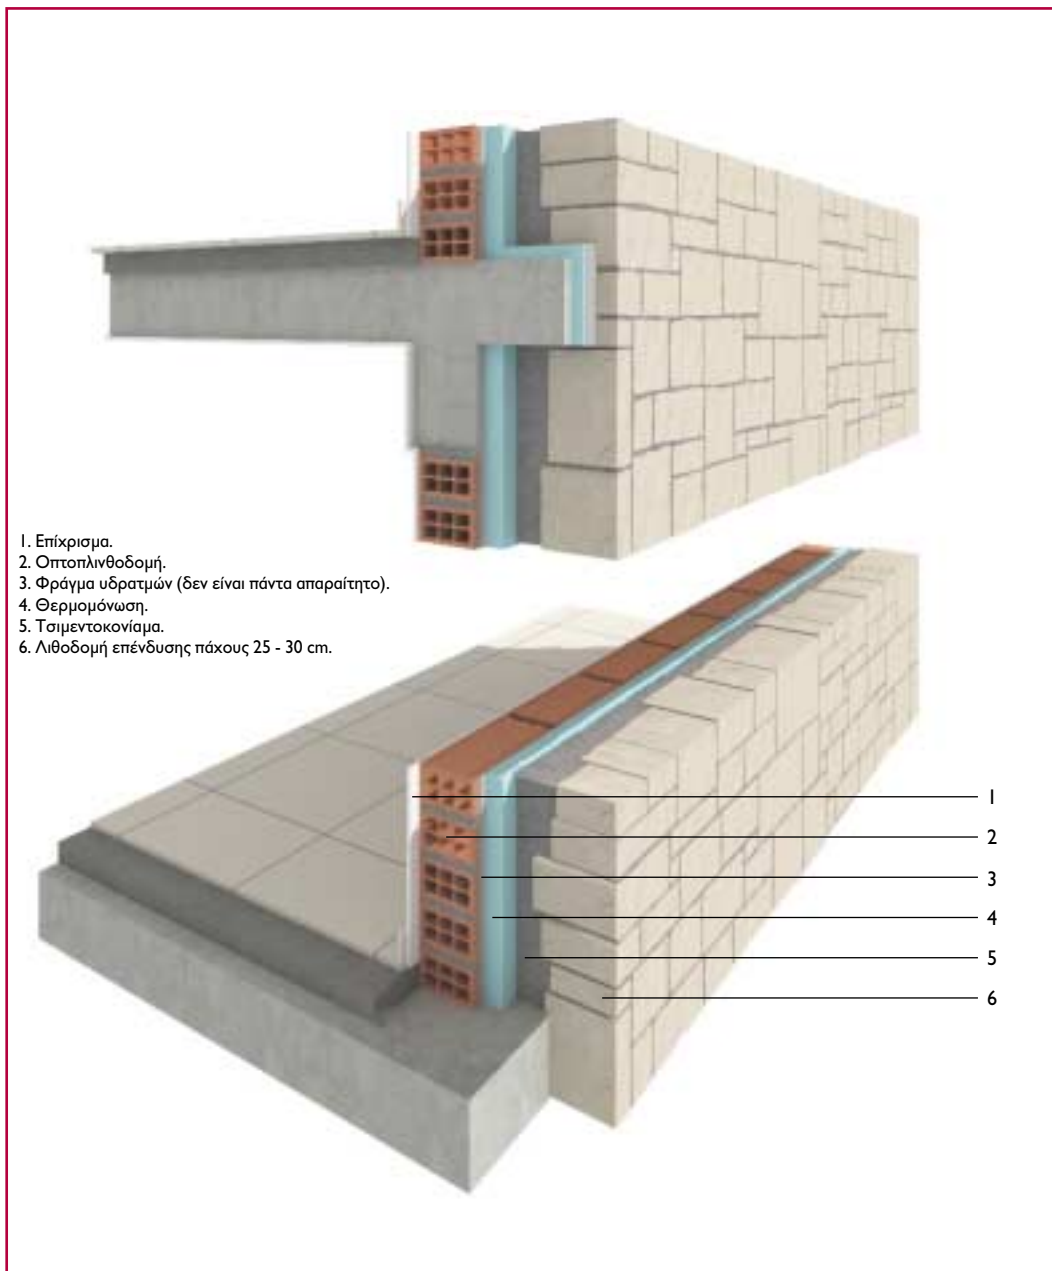 1. Επίχρισμα.
2. Οπτοπλινθοδομή.
3. Φράγμα υδρατμών (δεν είναι πάντα απαραίτητο).
4. Θερμομόνωση.
5. Τσιμεντοκονίαμα.
6. Λιθοδομή επένδυσης πάχους 25 - 30 cm.
1
2
3
4
5
6